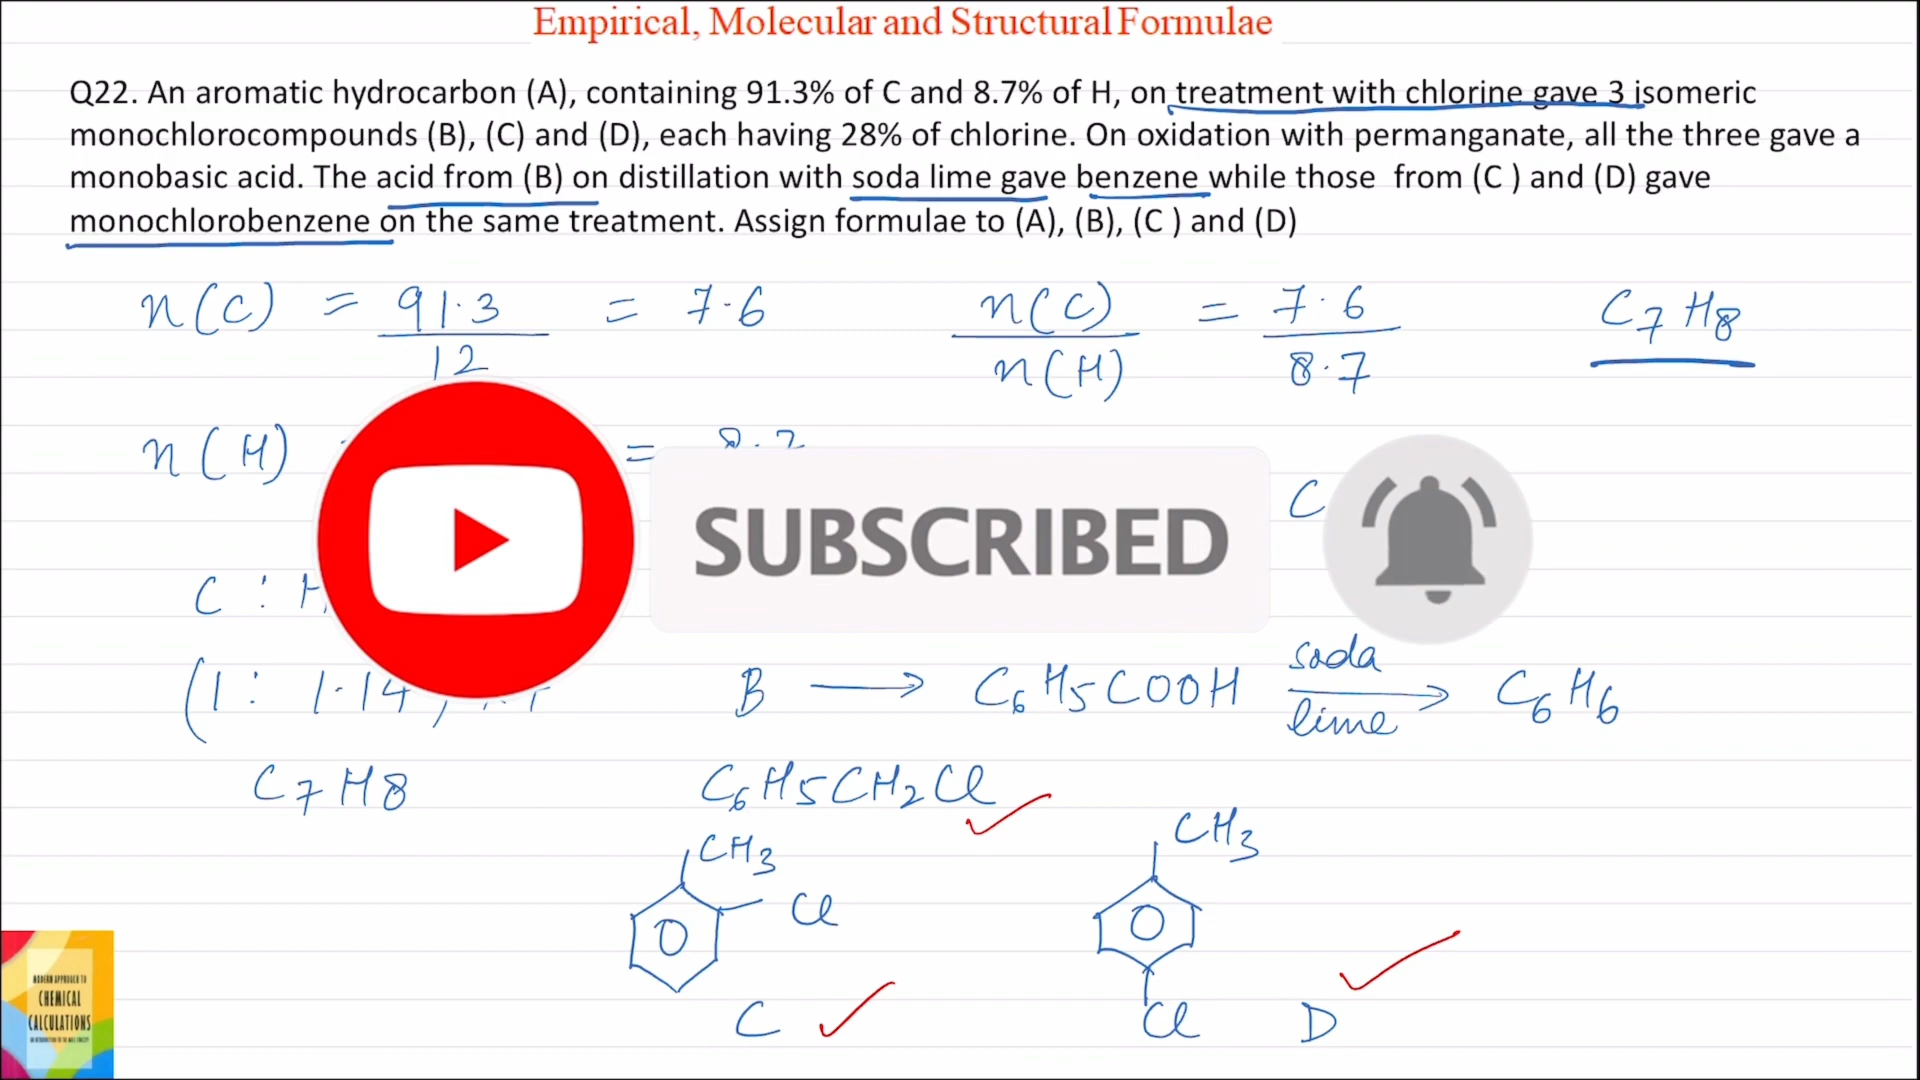 Empirical, Molecular and Structural Formulae
Q22. An aromatic hydrocarbon (A), containing 91.3% of C and 8.7% of H, on treatment with chlorine gave 3 isomeric
monochlorocompounds (B), (C) and (D), each having 28% of chlorine. On oxidation with permanganate, all the three gave a
monobasic acid. The acid from (B) on distillation with soda lime gave benzene while those from (C ) and (D) gave
monochlorobenzene on the same treatment. Assign formulae to (A), (B), (C ) and (D)
n(C) = 91.3 / 12 = 7.6 n(C) / n(H) = 7.6 / 8.7 C7H8
n(H) =
C
SUBSCRIBED
C : H
(1 : 1.14
B → C6H5COOH soda lime → C6H6
C7H8 C6H5CH2Cl
CH3 CH3
Cl
C Cl D
MODERN APPROACH TO
CHEMICAL
CALCULATIONS